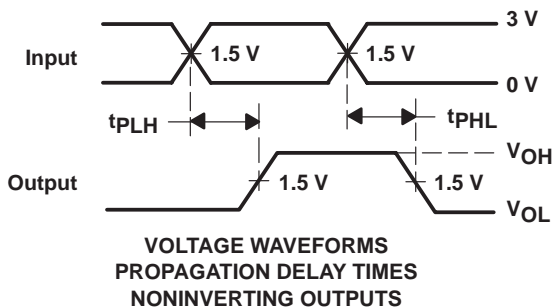 3 V
Input
1.5 V
1.5 V
0 V
tPLH
tPHL
VOH
Output
1.5 V
1.5 V
VOL
VOLTAGE WAVEFORMS
PROPAGATION DELAY TIMES
NONINVERTING OUTPUTS